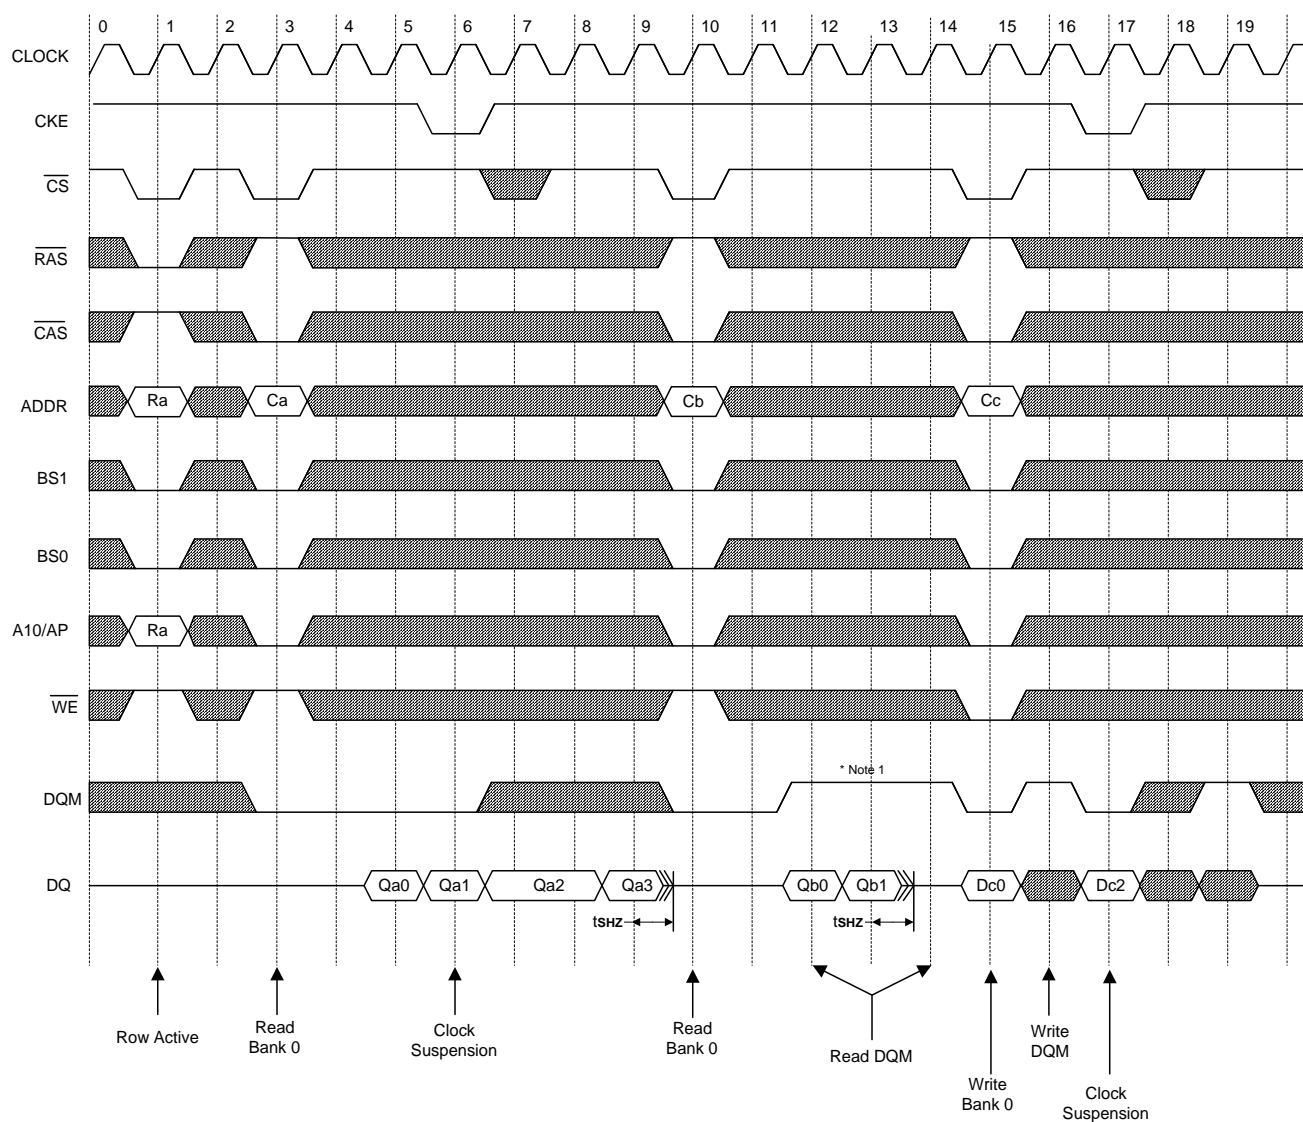 0 1 2 3 4 5 6 7 8 9 10 11 12 13 14 15 16 17 18 19
CLOCK
CKE
CS
RAS
CAS
ADDR Ra Ca Cb Cc
BS1
BS0
A10/AP Ra
WE
* Note 1
DQM
DQ Qa0 Qa1 Qa2 Qa3 Qb0 Qb1 Dc0 Dc2
tSHZ tSHZ
Row Active
Read
Bank 0
Clock
Suspension
Read
Bank 0
Read DQM
Write
Bank 0
Write
DQM
Clock
Suspension